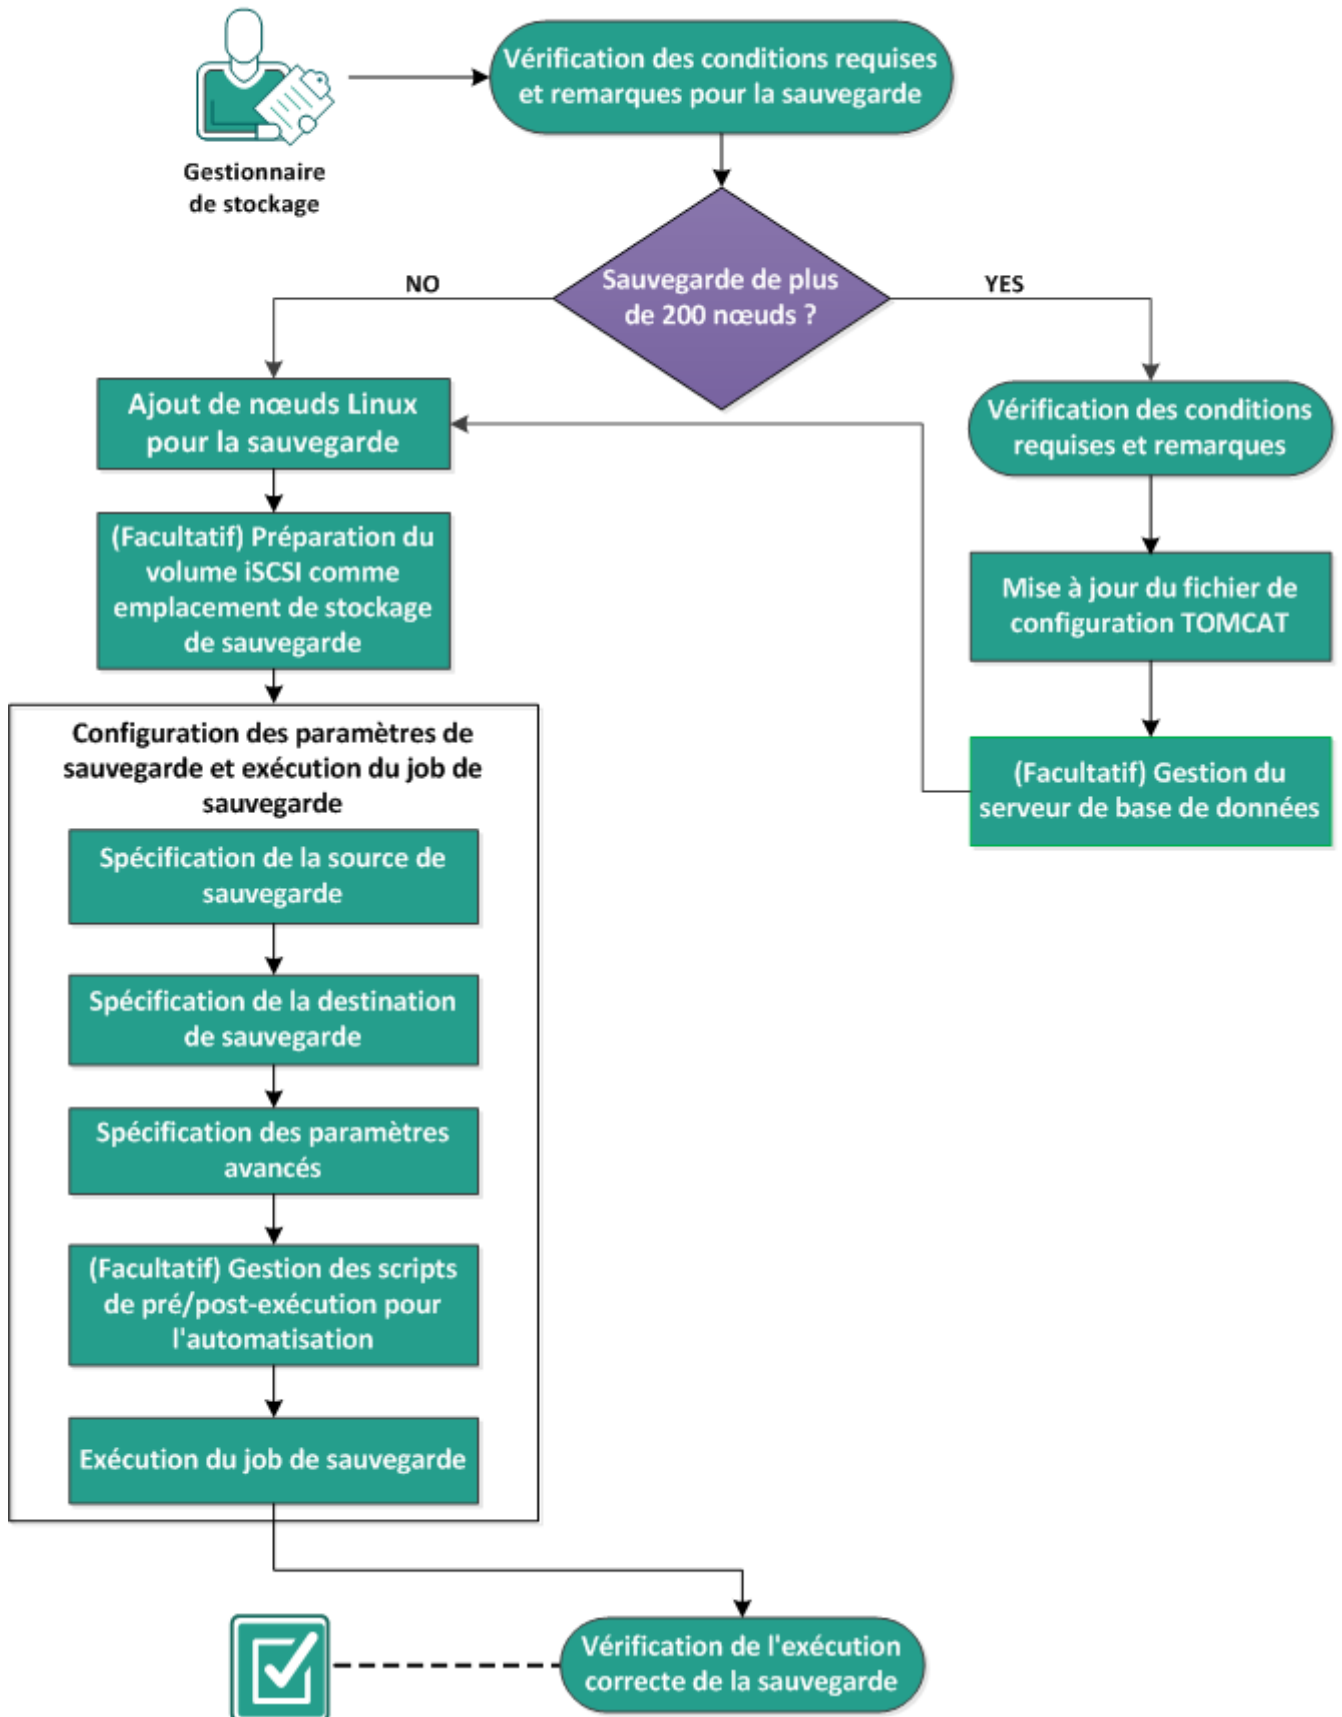 Vérification des conditions requises
et remarques pour la sauvegarde
Gestionnaire
de stockage
Sauvegarde de plus
de 200 nœuds ?
NO
YES
Ajout de nœuds Linux
pour la sauvegarde
Vérification des conditions
requises et remarques
(Facultatif) Préparation du
volume iSCSI comme
emplacement de stockage
de sauvegarde
Mise à jour du fichier de
configuration TOMCAT
(Facultatif) Gestion du
serveur de base de données
Configuration des paramètres de
sauvegarde et exécution du job de
sauvegarde
Spécification de la source de
sauvegarde
Spécification de la destination
de sauvegarde
Spécification des paramètres
avancés
(Facultatif) Gestion des scripts
de pré/post-exécution pour
l'automatisation
Exécution du job de sauvegarde
Vérification de l'exécution
correcte de la sauvegarde